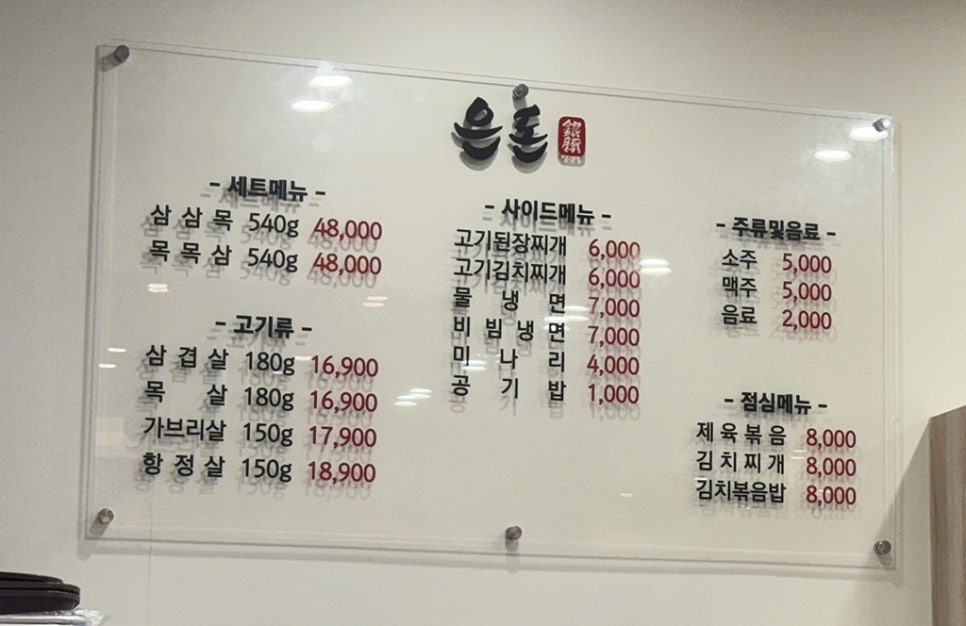 은돈 銀豚
- 세트메뉴 -
삼 삼 목 540g 48,000
목 목 삼 540g 48,000
- 고기류 -
삼 겹 살 180g 16,900
목 살 180g 16,900
가브리살 150g 17,900
항 정 살 150g 18,900
- 사이드메뉴 -
고기된장찌개 6,000
고기김치찌개 6,000
물 냉 면 7,000
비 빔 냉 면 7,000
미 나 리 4,000
공 기 밥 1,000
- 주류및음료 -
소주 5,000
맥주 5,000
음료 2,000
- 점심메뉴 -
제 육 볶 음 8,000
김 치 찌 개 8,000
김치볶음밥 8,000